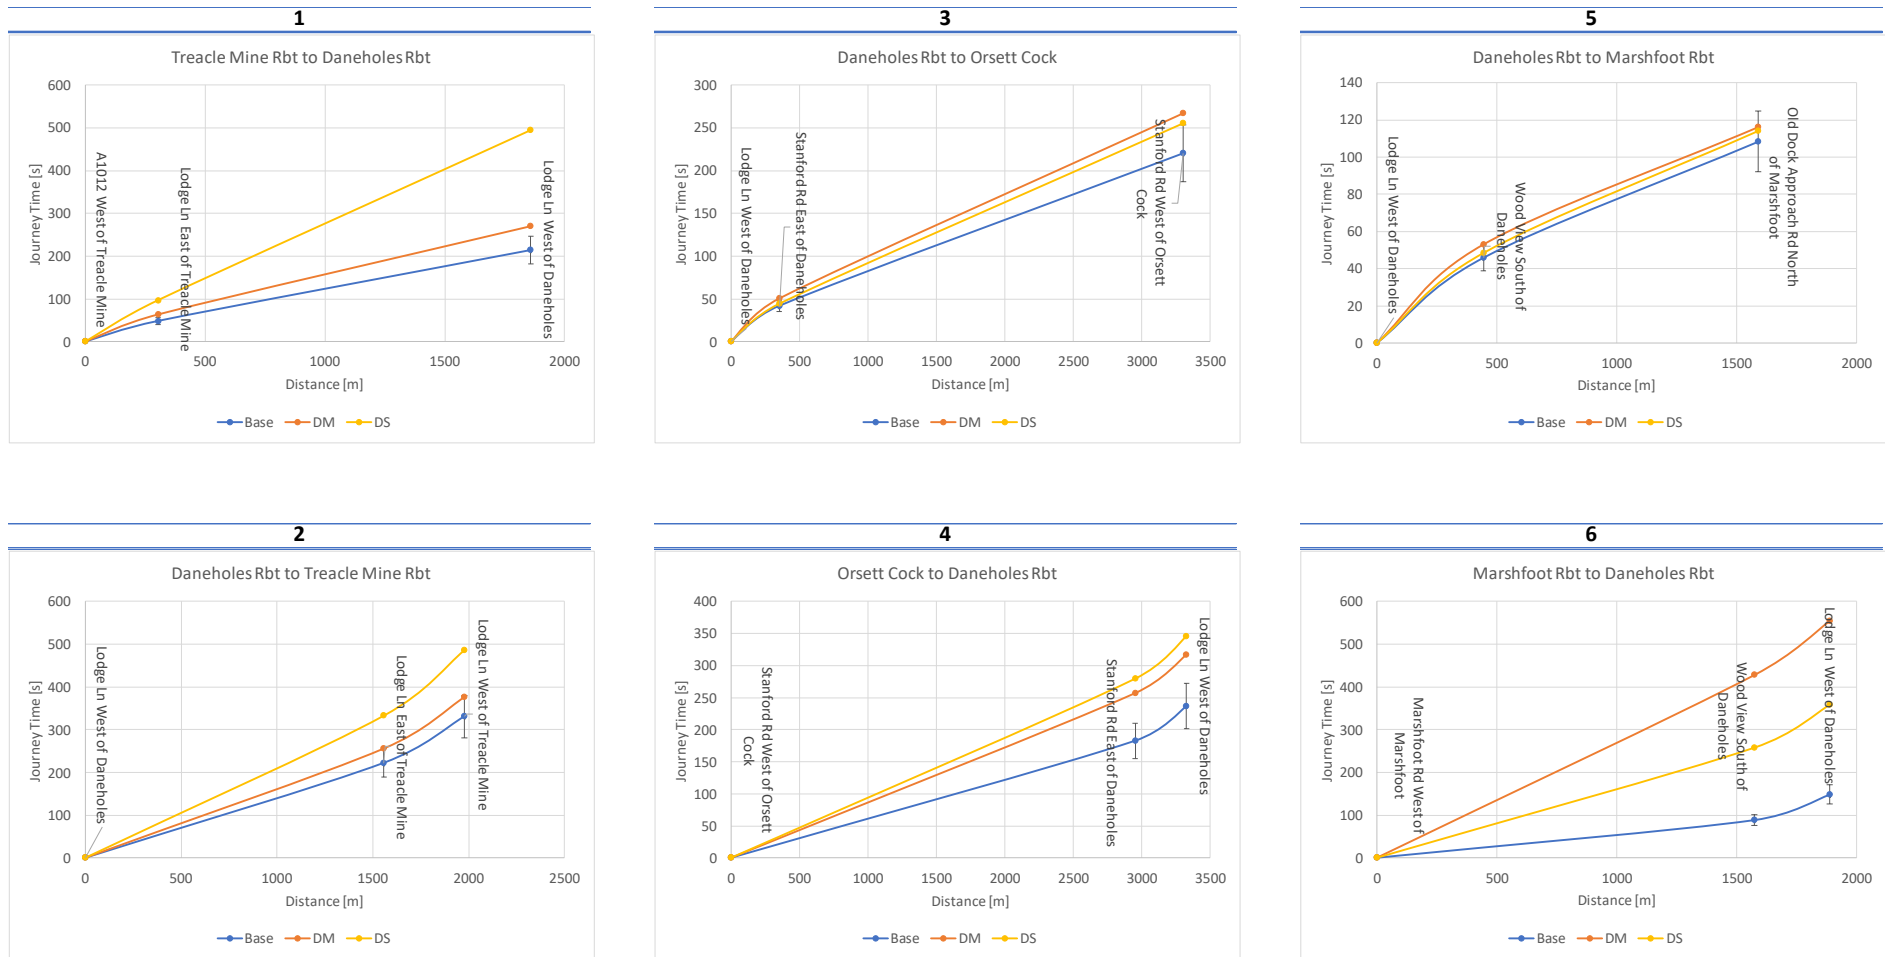 1
Treacle Mine Rbt to Daneholes Rbt
600
500
400
300
200
100
0
0
500
1000
1500
2000
Journey Time [s]
Distance [m]
A1012 West of Treacle Mine
Lodge Ln East of Treacle Mine
Lodge Ln West of Daneholes
Base
DM
DS
3
Daneholes Rbt to Orsett Cock
300
250
200
150
100
50
0
0
500
1000
1500
2000
2500
3000
3500
Journey Time [s]
Distance [m]
Lodge Ln West of Daneholes
Stanford Rd East of Daneholes
Stanford Rd West of Orsett
Cock
Base
DM
DS
5
Daneholes Rbt to Marshfoot Rbt
140
120
100
80
60
40
20
0
0
500
1000
1500
2000
Journey Time [s]
Distance [m]
Lodge Ln West of Daneholes
Wood View South of
Daneholes
Old Dock Approach Rd North
of Marshfoot
Base
DM
DS
2
Daneholes Rbt to Treacle Mine Rbt
600
500
400
300
200
100
0
0
500
1000
1500
2000
2500
Journey Time [s]
Distance [m]
Lodge Ln West of Daneholes
Lodge Ln East of Treacle Mine
Lodge Ln West of Treacle Mine
Base
DM
DS
4
Orsett Cock to Daneholes Rbt
400
350
300
250
200
150
100
50
0
0
500
1000
1500
2000
2500
3000
3500
Journey Time [s]
Distance [m]
Stanford Rd West of Orsett
Cock
Stanford Rd East of Daneholes
Lodge Ln West of Daneholes
Base
DM
DS
6
Marshfoot Rbt to Daneholes Rbt
600
500
400
300
200
100
0
0
500
1000
1500
2000
Journey Time [s]
Distance [m]
Marshfoot Rd West of
Marshfoot
Wood View South of
Daneholes
Lodge Ln West of Daneholes
Base
DM
DS